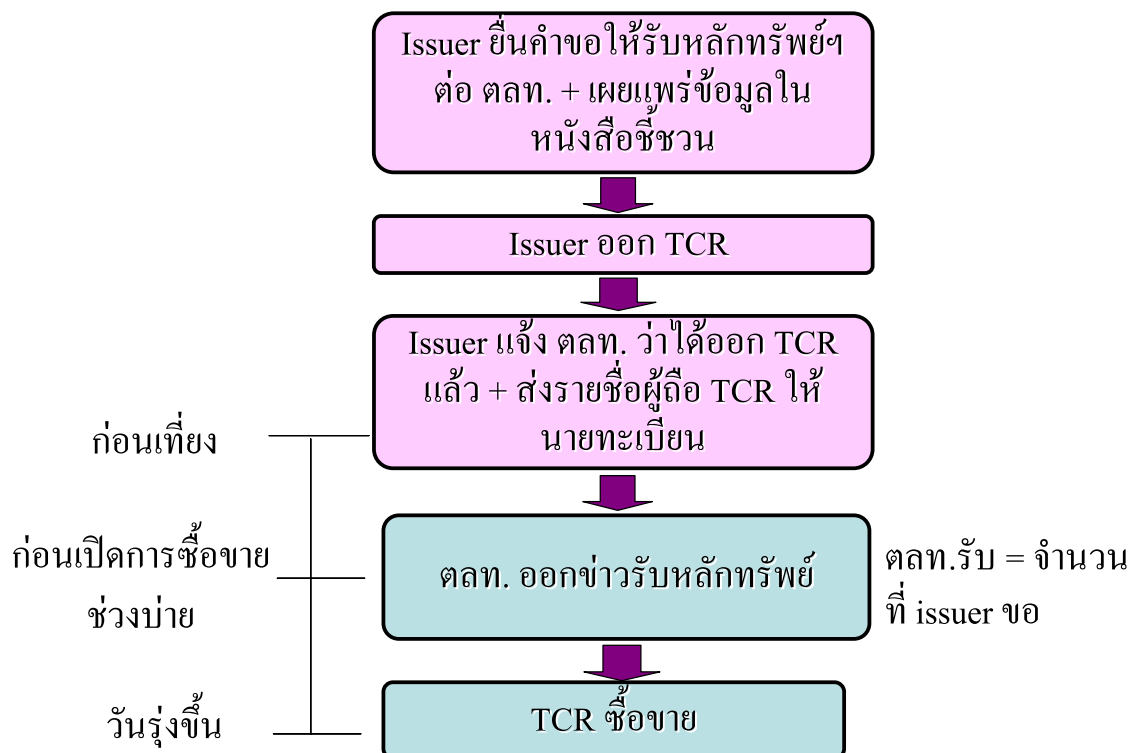 Issuer ยื่นคำขอให้รับหลักทรัพย์ฯ
ต่อ ตลท. + เผยแพร่ข้อมูลใน
หนังสือชี้ชวน
Issuer ออก TCR
Issuer แจ้ง ตลท. ว่าได้ออก TCR
แล้ว + ส่งรายชื่อผู้ถือ TCR ให้
นายทะเบียน
ก่อนเที่ยง
ก่อนเปิดการซื้อขาย
ช่วงบ่าย
ตลท. ออกข่าวรับหลักทรัพย์
ตลท.รับ = จำนวน
ที่ issuer ขอ
วันรุ่งขึ้น
TCR ซื้อขาย